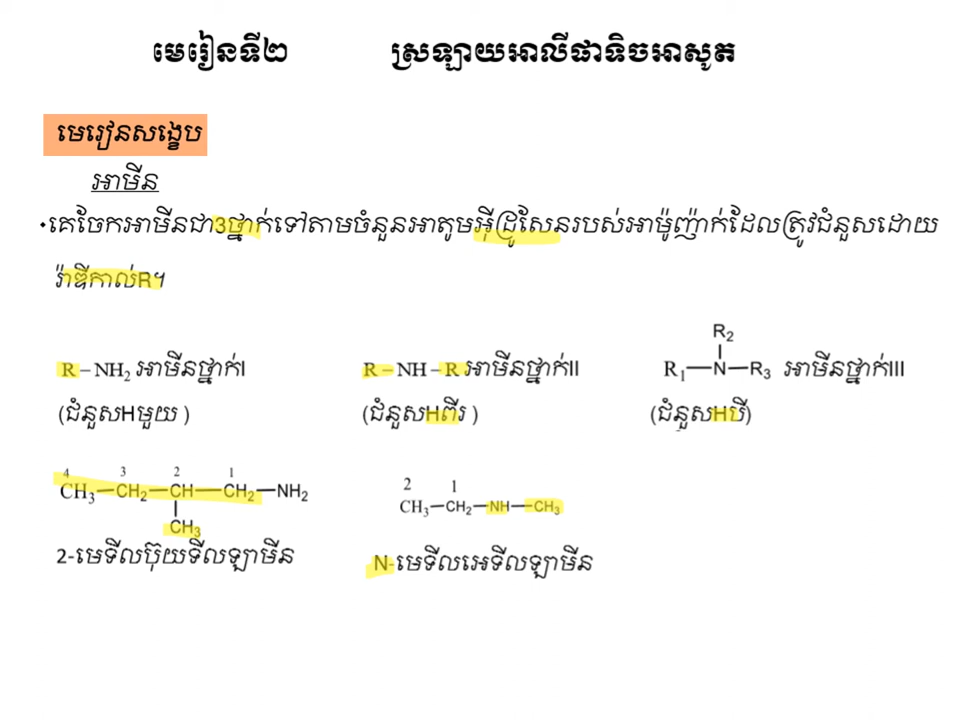 មេរៀនទី២ ស្រឡាយអាលីផាទិចអាសូត
មេរៀនសង្ខេប
អាមីន
•គេចែកអាមីនជា3ថ្នាក់ទៅតាមចំនួនអាតូមអ៊ីដ្រូសែនរបស់អាម៉ូញ៉ាក់ដែលត្រូវជំនួសដោយ
រ៉ាឌីកាល់R។
R₂
R – NH₂ អាមីនថ្នាក់I R – NH – R អាមីនថ្នាក់II R₁—N—R₃ អាមីនថ្នាក់III
(ជំនួសHមួយ ) (ជំនួសHពីរ ) (ជំនួសHបី)
4 3 2 1
CH₃—CH₂—CH—CH₂—NH₂
CH₃
2 1
CH₃—CH₂—NH—CH₃
2-មេទីលប៊ុយទីលឡាមីន N-មេទីលអេទីលឡាមីន